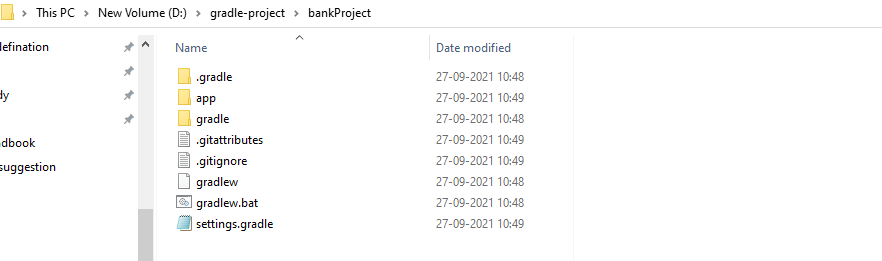 This PC > New Volume (D:) > gradle-project > bankProject
Name Date modified
.gradle 27-09-2021 10:48
app 27-09-2021 10:49
gradle 27-09-2021 10:48
.gitattributes 27-09-2021 10:49
.gitignore 27-09-2021 10:49
gradlew 27-09-2021 10:48
gradlew.bat 27-09-2021 10:48
settings.gradle 27-09-2021 10:49
lefination
dy
ndbook
suggestion